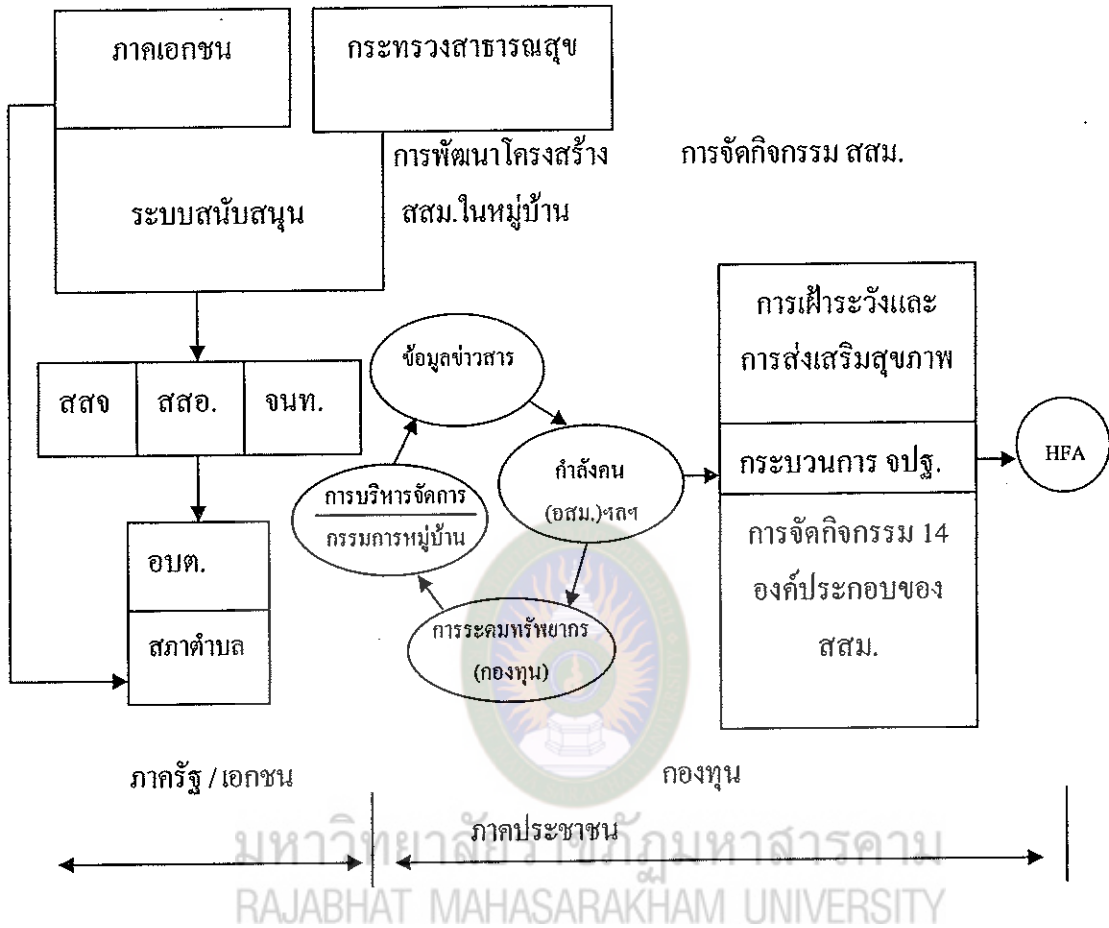 ภาคเอกชน
กระทรวงสาธารณสุข
การพัฒนาโครงสร้าง
สสม.ในหมู่บ้าน
การจัดกิจกรรม สสม.
ระบบสนับสนุน
สสจ
สสอ.
จนท.
อบต.
สภาตำบล
ข้อมูลข่าวสาร
การบริหารจัดการ
กรรมการหมู่บ้าน
กำลังคน
(อสม.)ฯลฯ
การระดมทรัพยากร
(กองทุน)
การเฝ้าระวังและ
การส่งเสริมสุขภาพ
กระบวนการ จปฐ.
การจัดกิจกรรม 14
องค์ประกอบของ
สสม.
HFA
ภาครัฐ / เอกชน
กองทุน
ภาคประชาชน
มหาวิทยาลัยราชภัฏมหาสารคาม
RAJABHAT MAHASARAKHAM UNIVERSITY